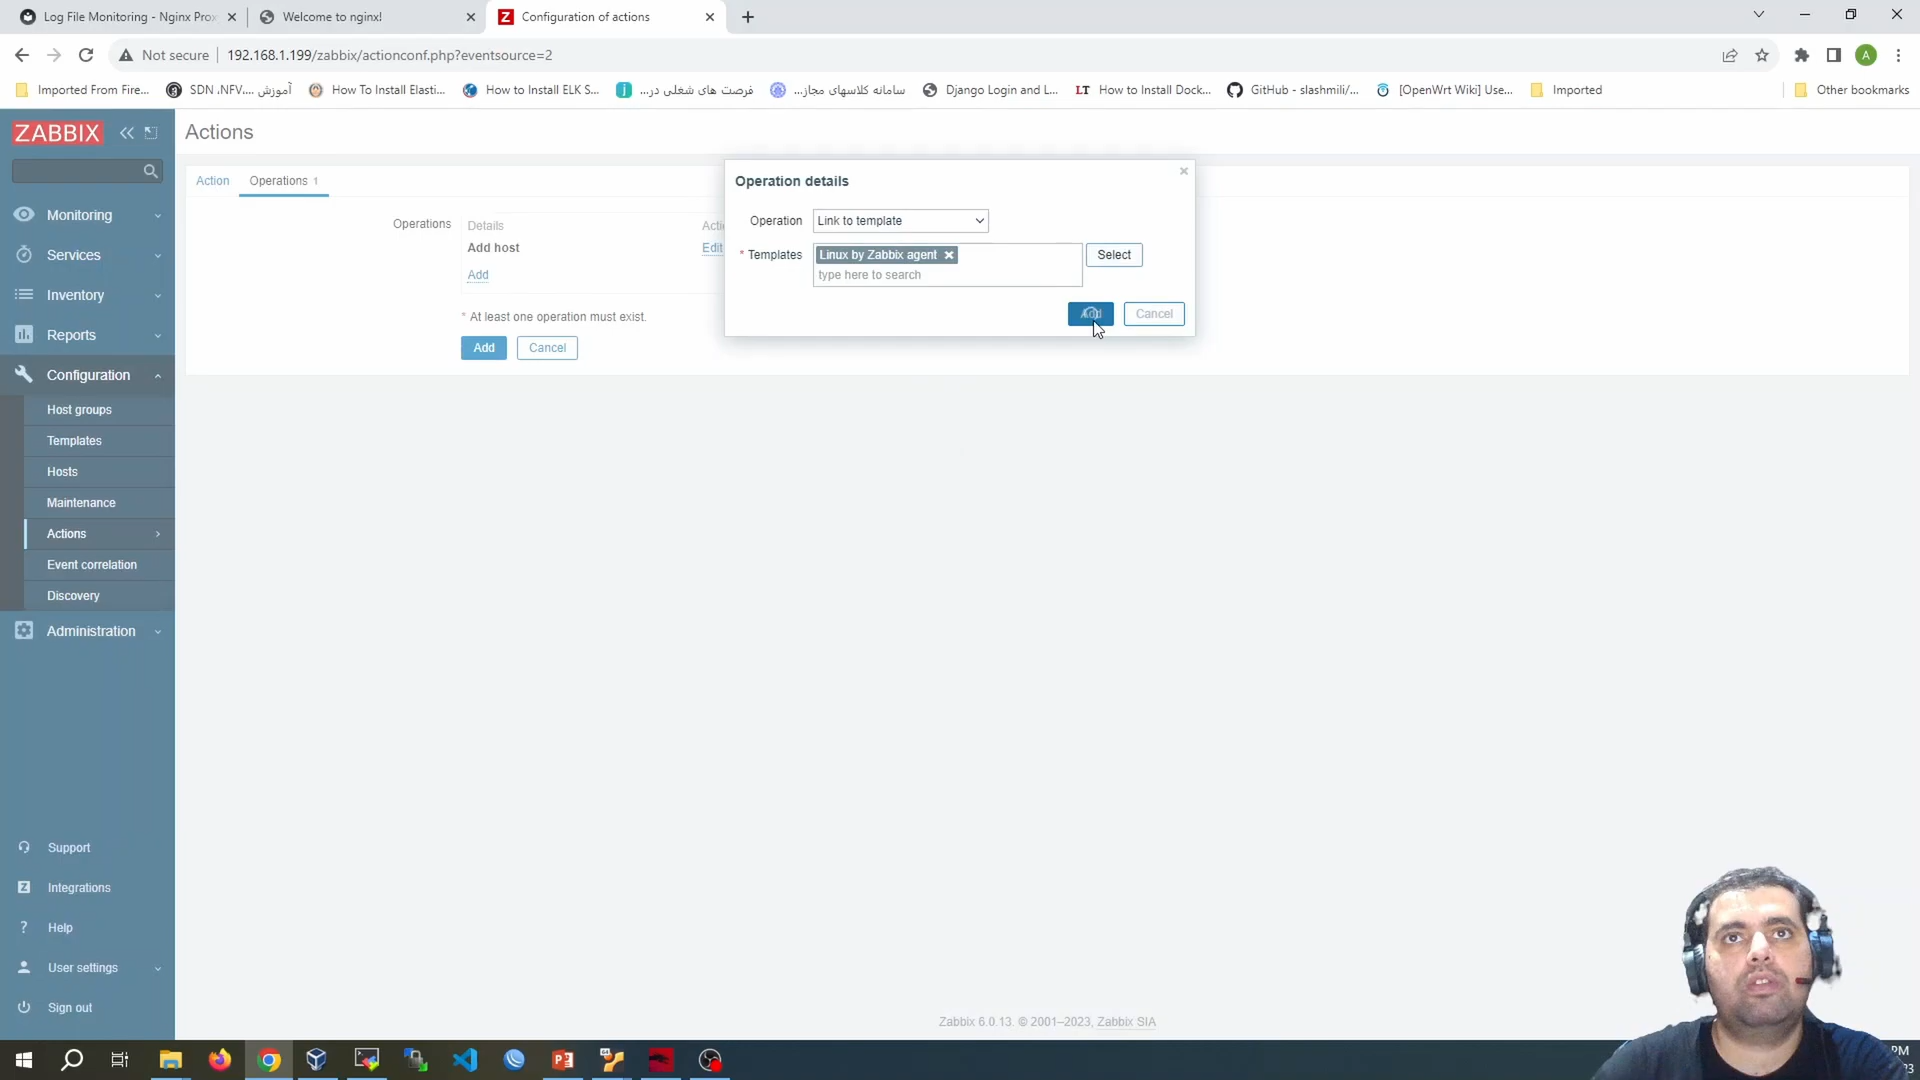 Log File Monitoring - Nginx Prox
Welcome to nginx!
Z Configuration of actions
Not secure 192.168.1.199/zabbix/actionconf.php?eventsource=2
Imported From Fire...
آموزش ....SDN ،NFV
How To Install Elasti...
How to Install ELK S...
فرصت های شغلی در...
سامانه کلاسهای مجاز...
Django Login and L...
LT How to Install Dock...
GitHub - slashmili/...
[OpenWrt Wiki] Use...
Imported
Other bookmarks
A
ZABBIX
Actions
Monitoring
Services
Inventory
Reports
Configuration
Host groups
Templates
Hosts
Maintenance
Actions
Event correlation
Discovery
Administration
Support
Z Integrations
? Help
User settings
Sign out
Action Operations 1
Operations Details
Add host Edit
Add
* At least one operation must exist.
Add Cancel
Operation details
Operation Link to template
* Templates Linux by Zabbix agent Select
type here to search
Cancel
Zabbix 6.0.13. © 2001–2023, Zabbix SIA
PM